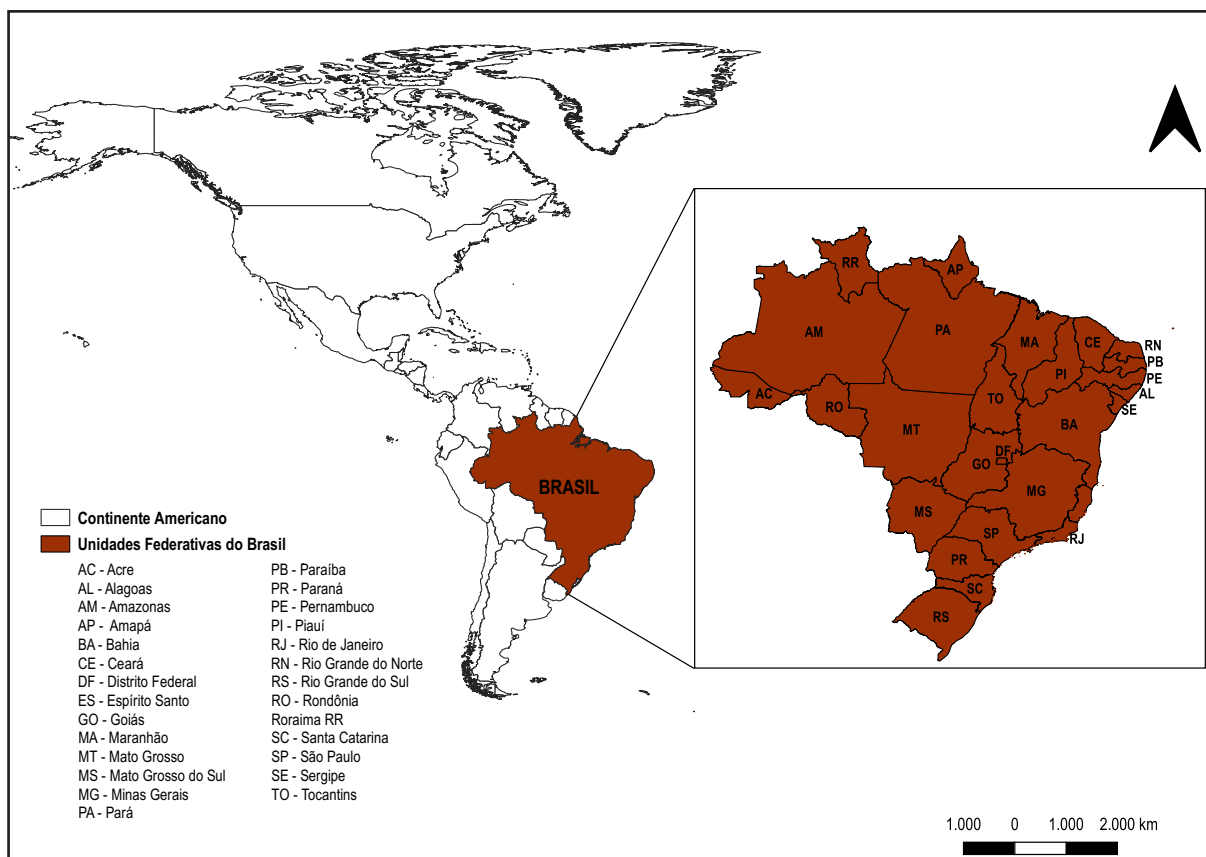 RR
AP
AM
PA
MA
CE
RN
PB
PI
PE
AC
RO
TO
AL
SE
MT
BA
DF
GO
BRASIL
MG
MS
SP
RJ
PR
SC
RS
Continente Americano
Unidades Federativas do Brasil
AC - Acre
AL - Alagoas
AM - Amazonas
AP - Amapá
BA - Bahia
CE - Ceará
DF - Distrito Federal
ES - Espírito Santo
GO - Goiás
MA - Maranhão
MT - Mato Grosso
MS - Mato Grosso do Sul
MG - Minas Gerais
PA - Pará
PB - Paraíba
PR - Paraná
PE - Pernambuco
PI - Piauí
RJ - Rio de Janeiro
RN - Rio Grande do Norte
RS - Rio Grande do Sul
RO - Rondônia
Roraima RR
SC - Santa Catarina
SP - São Paulo
SE - Sergipe
TO - Tocantins
1.000 0 1.000 2.000 km